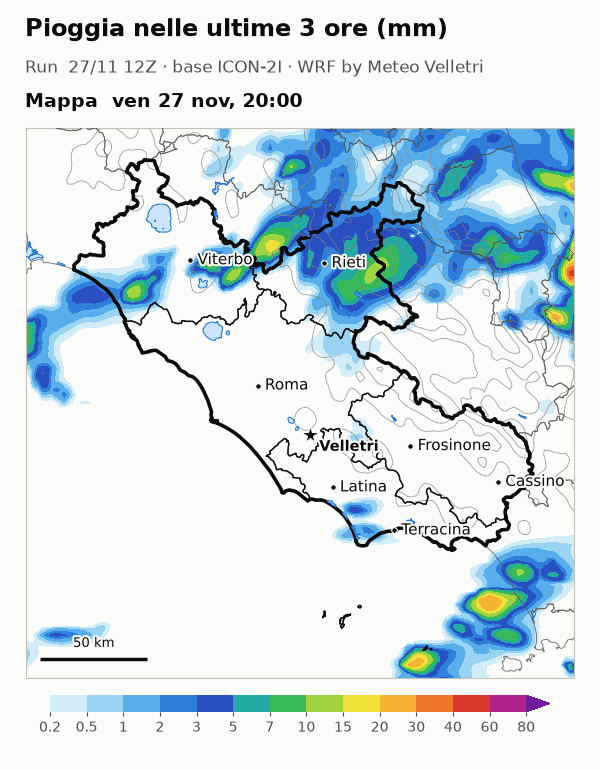 Pioggia nelle ultime 3 ore (mm)
Run  27/11 12Z · base ICON-2I · WRF by Meteo Velletri
Mappa  ven 27 nov, 20:00
Viterbo
Rieti
Roma
Velletri
Frosinone
Latina
Cassino
Terracina
50 km
0.2 0.5 1 2 3 5 7 10 15 20 30 40 60 80